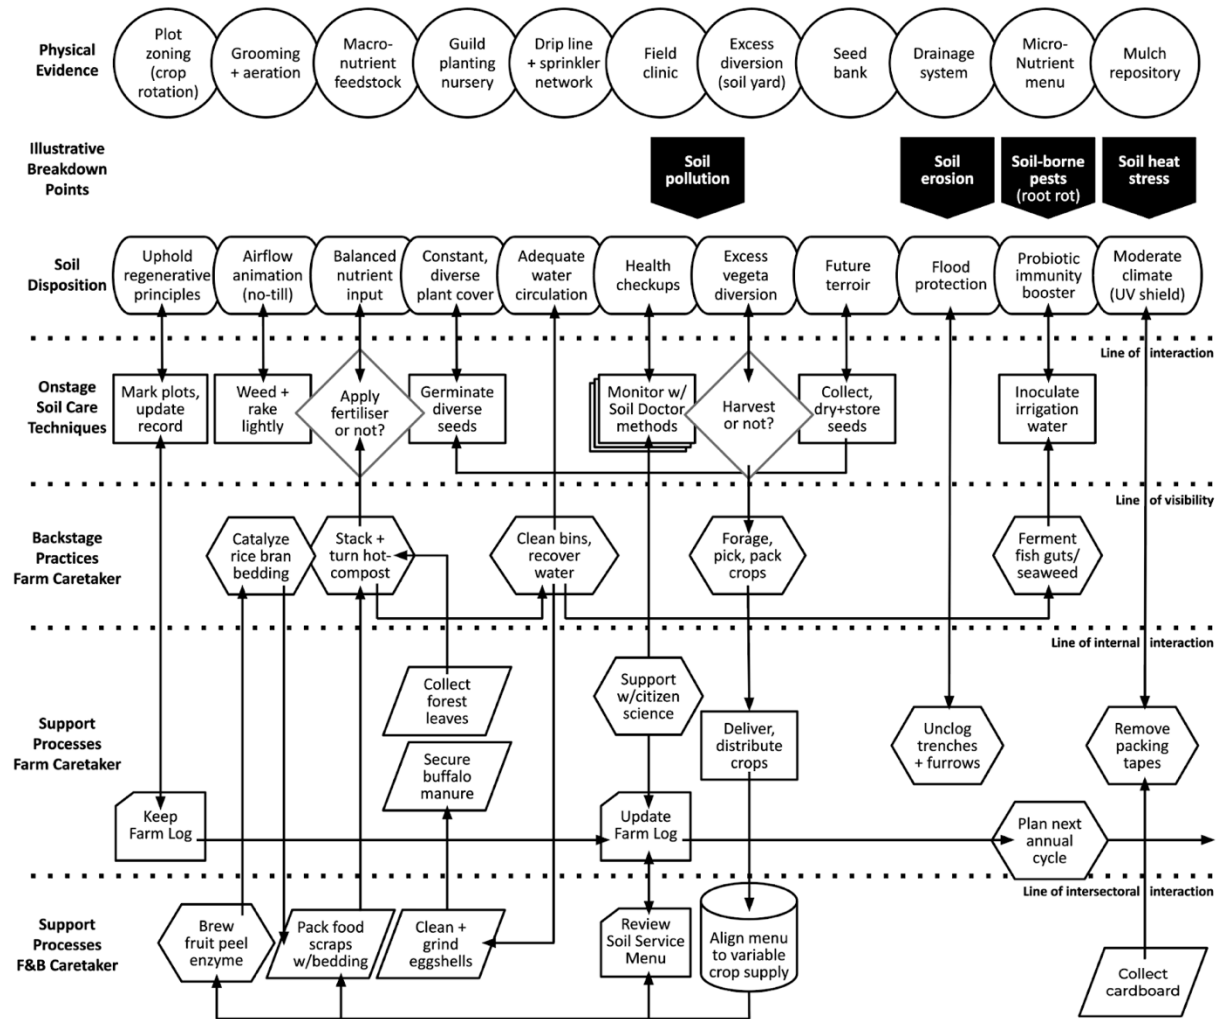 Physical
Evidence
Plot
zoning
(crop
rotation)
Grooming
+ aeration
Macro-
nutrient
feedstock
Guild
planting
nursery
Drip line
+ sprinkler
network
Field
clinic
Excess
diversion
(soil yard)
Seed
bank
Drainage
system
Micro-
Nutrient
menu
Mulch
repository
Illustrative
Breakdown
Points
Soil
pollution
Soil
erosion
Soil-borne
pests
(root rot)
Soil heat
stress
Soil
Disposition
Uphold
regenerative
principles
Airflow
animation
(no-till)
Balanced
nutrient
input
Constant,
diverse
plant cover
Adequate
water
circulation
Health
checkups
Excess
vegeta
diversion
Future
terroir
Flood
protection
Probiotic
immunity
booster
Moderate
climate
(UV shield)
Line of interaction
Onstage
Soil Care
Techniques
Mark plots,
update
record
Weed +
rake
lightly
Apply
fertiliser
or not?
Germinate
diverse
seeds
Monitor w/
Soil Doctor
methods
Harvest
or not?
Collect,
dry+store
seeds
Inoculate
irrigation
water
Line of visibility
Backstage
Practices
Farm Caretaker
Catalyze
rice bran
bedding
Stack +
turn hot-
compost
Clean bins,
recover
water
Forage,
pick, pack
crops
Ferment
fish guts/
seaweed
Line of internal interaction
Support
Processes
Farm Caretaker
Collect
forest
leaves
Secure
buffalo
manure
Keep
Farm Log
Support
w/citizen
science
Update
Farm Log
Deliver,
distribute
crops
Unclog
trenches
+ furrows
Remove
packing
tapes
Plan next
annual
cycle
Line of intersectoral interaction
Support
Processes
F&B Caretaker
Brew
fruit peel
enzyme
Pack food
scraps
w/bedding
Clean +
grind
eggshells
Review
Soil Service
Menu
Align menu
to variable
crop supply
Collect
cardboard